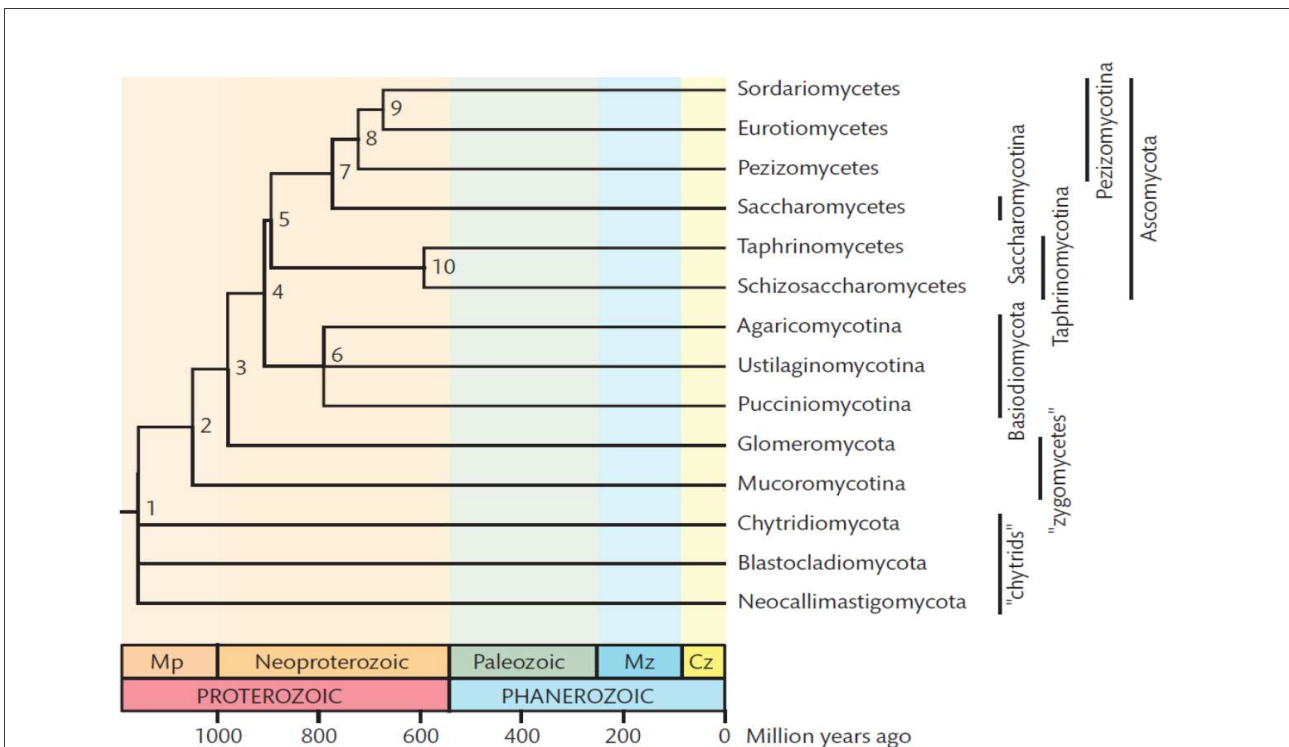 Sordariomycetes
Eurotiomycetes
Pezizomycetes
Saccharomycetes
Taphrinomycetes
Schizosaccharomycetes
Agaricomycotina
Ustilaginomycotina
Pucciniomycotina
Glomeromycota
Mucoromycotina
Chytridiomycota
Blastocladiomycota
Neocallimastigomycota
9
8
7
5
10
4
6
3
2
1
Saccharomycotina
Taphrinomycotina
Pezizomycotina
Ascomycota
Basiodiomycota
"zygomycetes"
"chytrids"
Mp Neoproterozoic Paleozoic Mz Cz
PROTEROZOIC PHANEROZOIC
1000 800 600 400 200 0 Million years ago